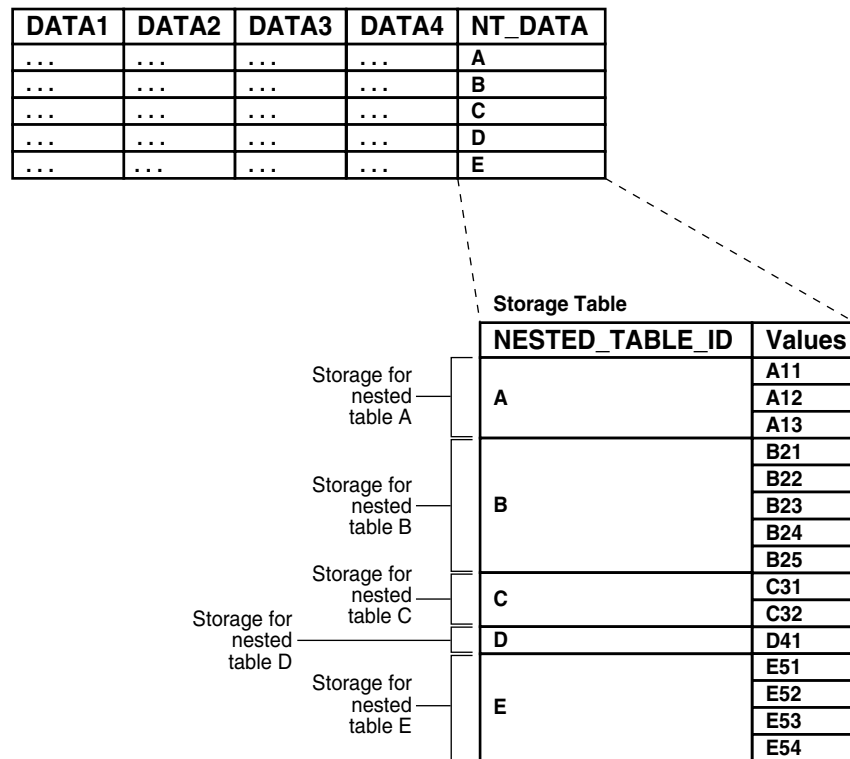 DATA1 DATA2 DATA3 DATA4 NT_DATA
. . . . . . . . . . . . A
. . . . . . . . . . . . B
. . . . . . . . . . . . C
. . . . . . . . . . . . D
. . . . . . . . . . . . E
Storage Table
NESTED_TABLE_ID Values
Storage for
nested
table A
A
A11
A12
A13
Storage for
nested
table B
B
B21
B22
B23
B24
B25
Storage for
nested
table C
C
C31
C32
Storage for
nested
table D
D
D41
Storage for
nested
table E
E
E51
E52
E53
E54